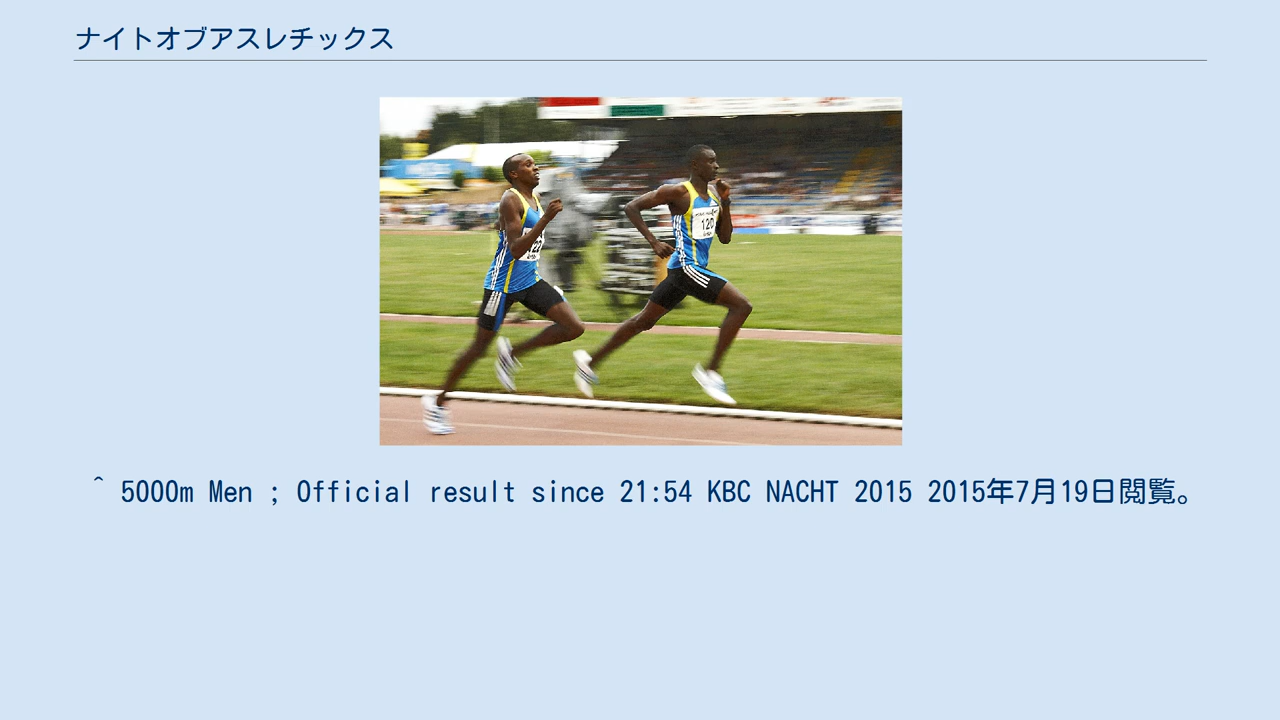 ナイトオブアスレチックス
120
^ 5000m Men ; Official result since 21:54 KBC NACHT 2015 2015年7月19日閲覧。